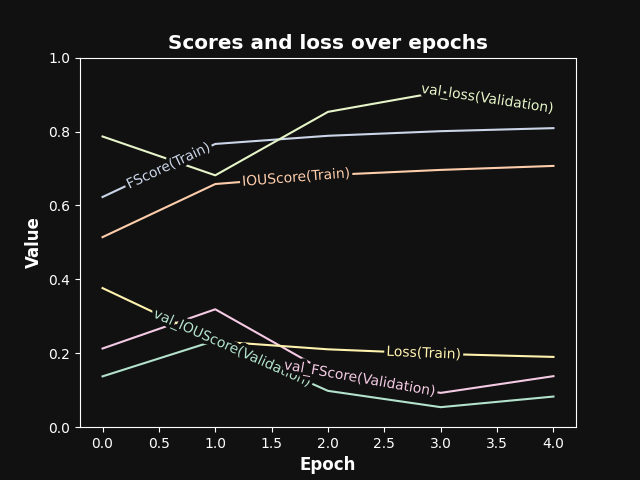 Scores and loss over epochs
1.0
0.8
0.6
0.4
0.2
0.0
Value
val_loss(Validation)
FScore(Train)
IOUScore(Train)
val_IOUScore(Validation)
val_FScore(Validation)
Loss(Train)
0.0 0.5 1.0 1.5 2.0 2.5 3.0 3.5 4.0
Epoch